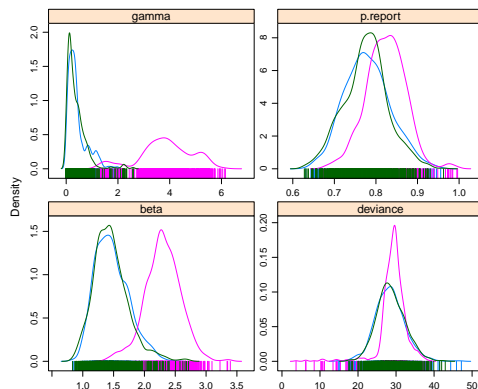 gamma
p.report
Density
0.0 0.5 1.0 1.5 2.0
0 2 4 6
0 2 4 6 8
0.6 0.7 0.8 0.9 1.0
beta
deviance
0.0 0.5 1.0 1.5
1.0 1.5 2.0 2.5 3.0 3.5
0.00 0.05 0.10 0.15 0.20
0 10 20 30 40 50